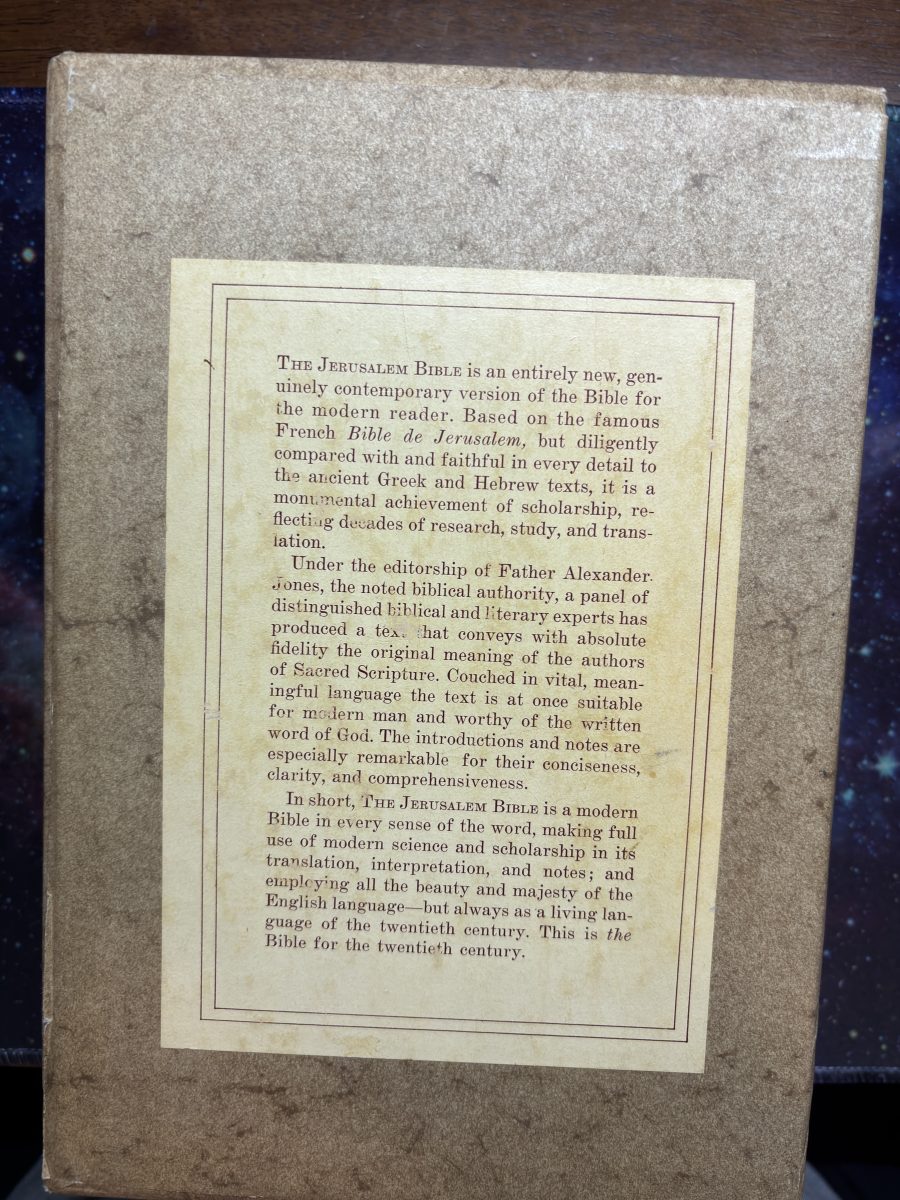 THE JERUSALEM BIBLE is an entirely new, gen-
uinely contemporary version of the Bible for
the modern reader. Based on the famous
French Bible de Jerusalem, but diligently
compared with and faithful in every detail to
the ancient Greek and Hebrew texts, it is a
monumental achievement of scholarship, re-
flecting decades of research, study, and trans-
lation.
Under the editorship of Father Alexander
Jones, the noted biblical authority, a panel of
distinguished biblical and literary experts has
produced a text that conveys with absolute
fidelity the original meaning of the authors
of Sacred Scripture. Couched in vital, mean-
ingful language the text is at once suitable
for modern man and worthy of the written
word of God. The introductions and notes are
especially remarkable for their conciseness,
clarity, and comprehensiveness.
In short, THE JERUSALEM BIBLE is a modern
Bible in every sense of the word, making full
use of modern science and scholarship in its
translation, interpretation, and notes; and
employing all the beauty and majesty of the
English language—but always as a living lan-
guage of the twentieth century. This is the
Bible for the twentieth century.